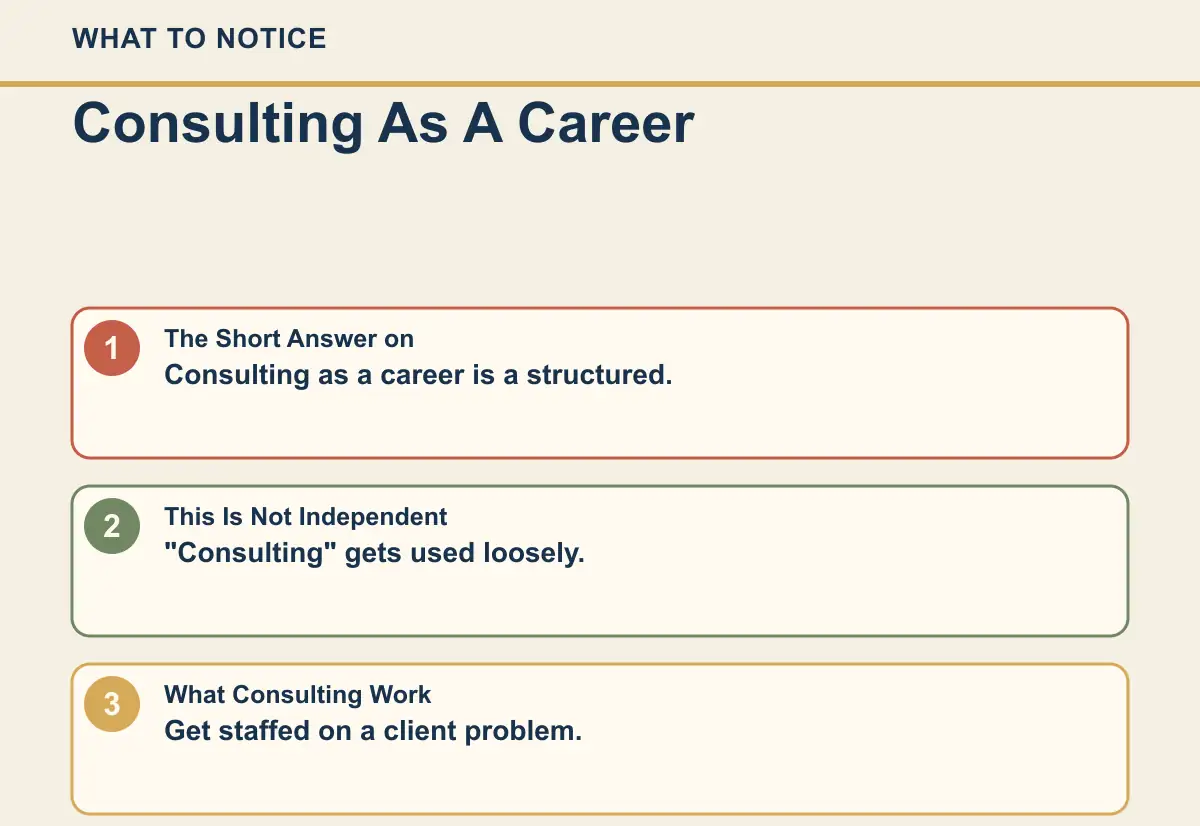 WHAT TO NOTICE
Consulting As A Career
1
The Short Answer on
Consulting as a career is a structured.
2
This Is Not Independent
"Consulting" gets used loosely.
3
What Consulting Work
Get staffed on a client problem.